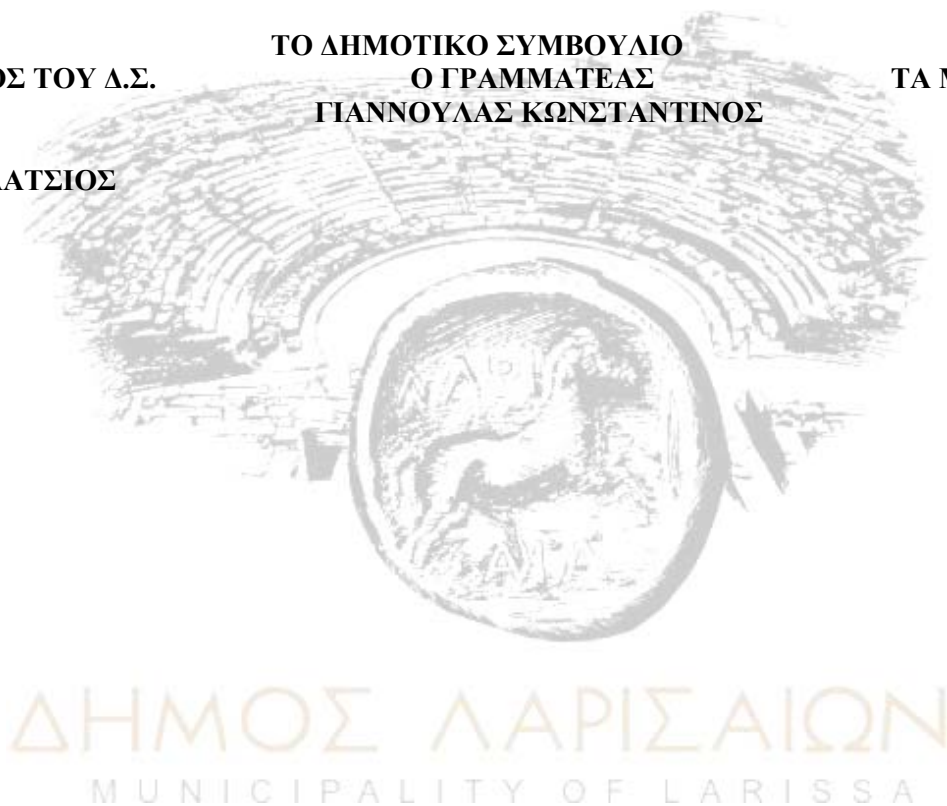 ΤΟ ΔΗΜΟΤΙΚΟ ΣΥΜΒΟΥΛΙΟ
ΟΣ ΤΟΥ Δ.Σ. Ο ΓΡΑΜΜΑΤΕΑΣ ΤΑ
ΓΙΑΝΝΟΥΛΑΣ ΚΩΝΣΤΑΝΤΙΝΟΣ
ΑΤΣΙΟΣ
ΔΗΜΟΣ ΛΑΡΙΣΑΙΩΝ
MUNICIPALITY OF LARISSA